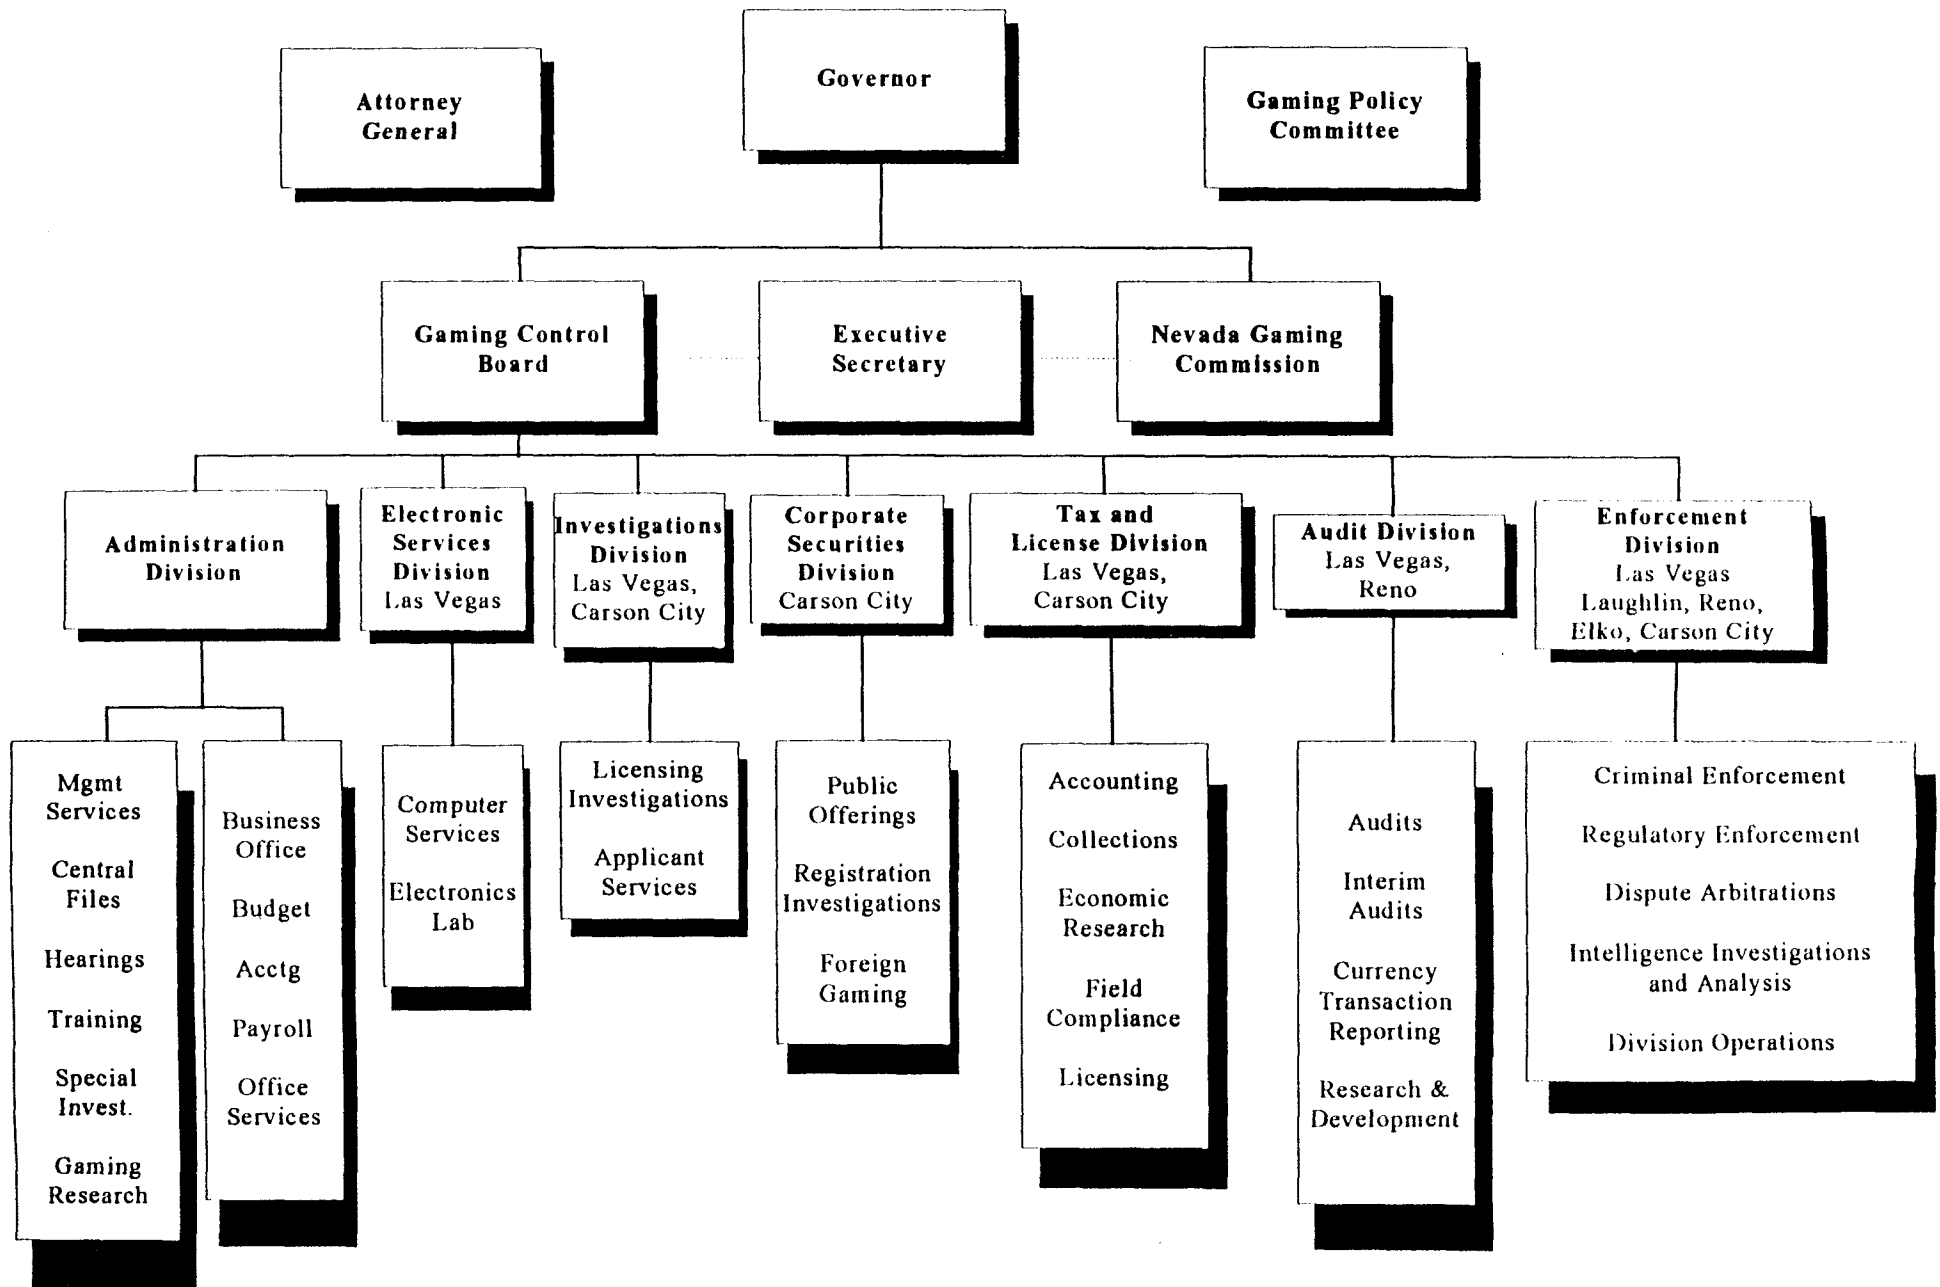 Attorney
General
Governor
Gaming Policy
Committee
Gaming Control
Board
Executive
Secretary
Nevada Gaming
Commission
Administration
Division
Electronic
Services
Division
Las Vegas
Investigations
Division
Las Vegas,
Carson City
Corporate
Securities
Division
Carson City
Tax and
License Division
Las Vegas,
Carson City
Audit Division
Las Vegas,
Reno
Enforcement
Division
Las Vegas
Laughlin, Reno,
Elko, Carson City
Mgmt
Services
Central
Files
Hearings
Training
Special
Invest.
Gaming
Research
Business
Office
Budget
Acctg
Payroll
Office
Services
Computer
Services
Electronics
Lab
Licensing
Investigations
Applicant
Services
Public
Offerings
Registration
Investigations
Foreign
Gaming
Accounting
Collections
Economic
Research
Field
Compliance
Licensing
Audits
Interim
Audits
Currency
Transaction
Reporting
Research &
Development
Criminal Enforcement
Regulatory Enforcement
Dispute Arbitrations
Intelligence Investigations
and Analysis
Division Operations